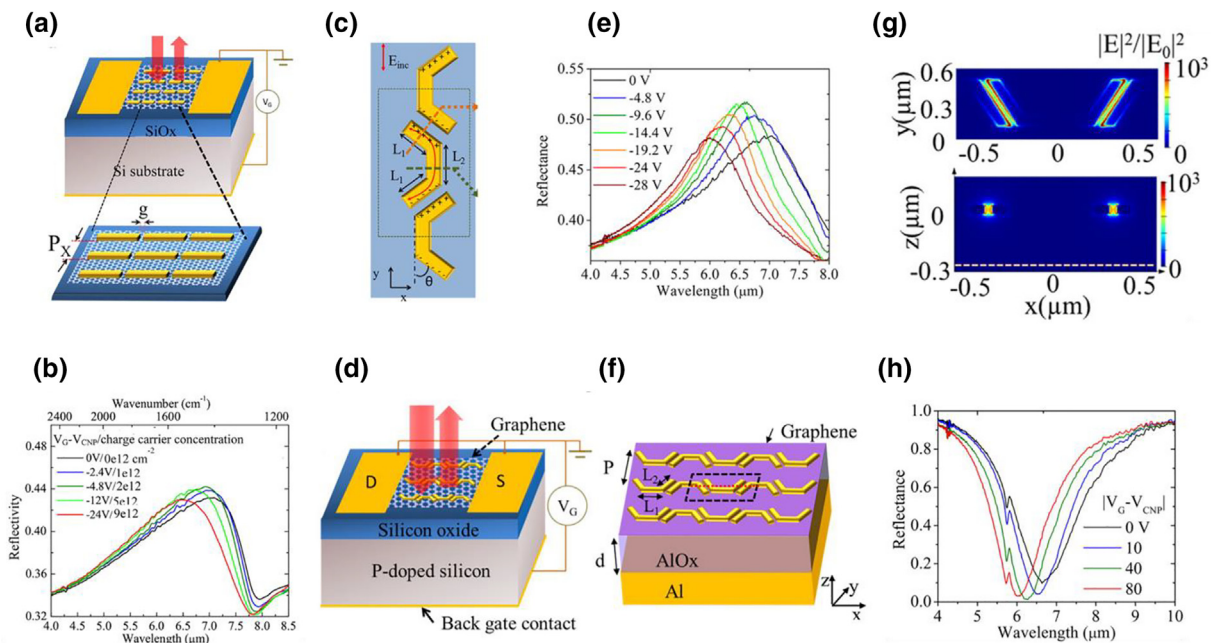 (a)
V_G
SiOx
Si substrate
g
P_X
(b)
Wavenumber (cm⁻¹)
2400 2000 1600 1200
V_G-V_CNP/charge carrier concentration
0V/0e12 cm⁻²
-2.4V/1e12
-4.8V/2e12
-12V/5e12
-24V/9e12
Reflectivity
0.44
0.40
0.36
0.32
4.0 4.5 5.0 5.5 6.0 6.5 7.0 7.5 8.0 8.5
Wavelength (μm)
(c)
E_inc
L_1
L_2
L_1
y
x
θ
(d)
Graphene
D
S
V_G
Silicon oxide
P-doped silicon
Back gate contact
(e)
0 V
-4.8 V
-9.6 V
-14.4 V
-19.2 V
-24 V
-28 V
Reflectance
0.55
0.50
0.45
0.40
4.0 4.5 5.0 5.5 6.0 6.5 7.0 7.5 8.0
Wavelength (μm)
(f)
Graphene
P
L_2
L_1
d
AlOx
Al
z
y
x
(g)
|E|²/|E₀|²
10³
0
y(μm)
0.6
0.3
0
-0.5 0 0.5
10³
0
z(μm)
0
-0.3
-0.5 0 0.5
x(μm)
(h)
Reflectance
1.0
0.8
0.6
0.4
0.2
0.0
|V_G-V_CNP|
0 V
10
40
80
4 5 6 7 8 9 10
Wavelength (μm)